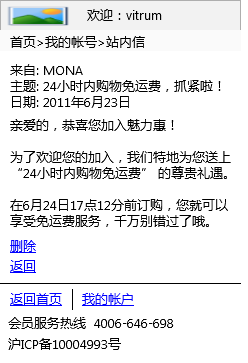 欢迎：vitrum
首页>我的帐号>站内信
来自: MONA
主题: 24小时内购物免运费，抓紧啦！
日期: 2011年6月23日
亲爱的，恭喜您加入魅力惠！
为了欢迎您的加入，我们特地为您送上
“24小时内购物免运费” 的尊贵礼遇。
在6月24日17点12分前订购，您就可以
享受免运费服务，千万别错过了哦。
删除
返回
返回首页 | 我的帐户
会员服务热线 4006-646-698
沪ICP备10004993号